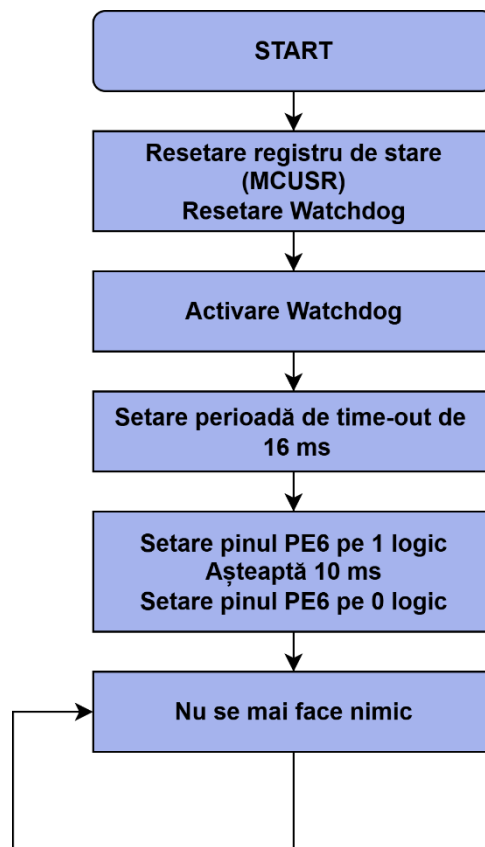 START
Resetare registru de stare
(MCUSR)
Resetare Watchdog
Activare Watchdog
Setare perioadă de time-out de
16 ms
Setare pinul PE6 pe 1 logic
Așteaptă 10 ms
Setare pinul PE6 pe 0 logic
Nu se mai face nimic